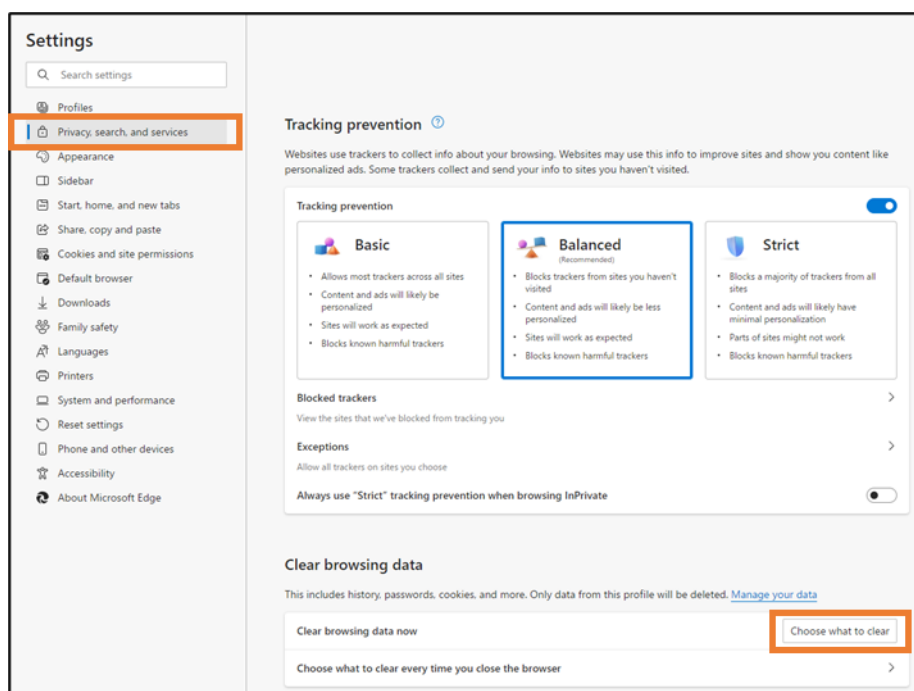 Settings
Search settings
Profiles
Privacy, search, and services
Appearance
Sidebar
Start, home, and new tabs
Share, copy and paste
Cookies and site permissions
Default browser
Downloads
Family safety
Languages
Printers
System and performance
Reset settings
Phone and other devices
Accessibility
About Microsoft Edge
Tracking prevention
Websites use trackers to collect info about your browsing. Websites may use this info to improve sites and show you content like
personalized ads. Some trackers collect and send your info to sites you haven't visited.
Tracking prevention
Basic
• Allows most trackers across all sites
• Content and ads will likely be
personalized
• Sites will work as expected
• Blocks known harmful trackers
Balanced
(Recommended)
• Blocks trackers from sites you haven't
visited
• Content and ads will likely be less
personalized
• Sites will work as expected
• Blocks known harmful trackers
Strict
• Blocks a majority of trackers from all
sites
• Content and ads will likely have
minimal personalization
• Parts of sites might not work
• Blocks known harmful trackers
Blocked trackers
View the sites that we've blocked from tracking you
Exceptions
Allow all trackers on sites you choose
Always use "Strict" tracking prevention when browsing InPrivate
Clear browsing data
This includes history, passwords, cookies, and more. Only data from this profile will be deleted. Manage your data
Clear browsing data now
Choose what to clear
Choose what to clear every time you close the browser